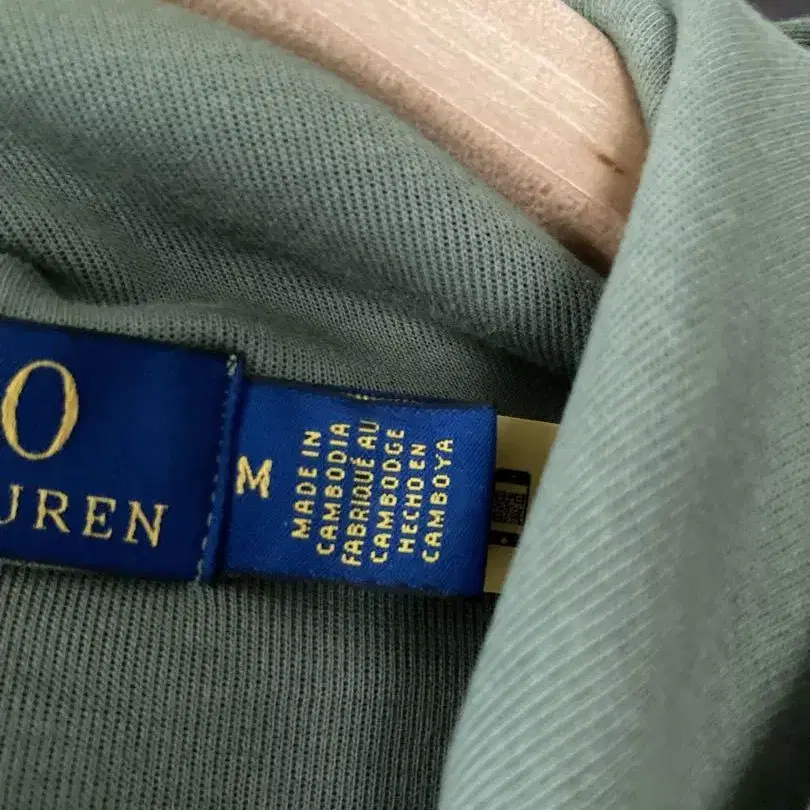 O
UREN
M
MADE IN
CAMBODIA
FABRIQUÉ AU
CAMBODGE
HECHO EN
CAMBOYA